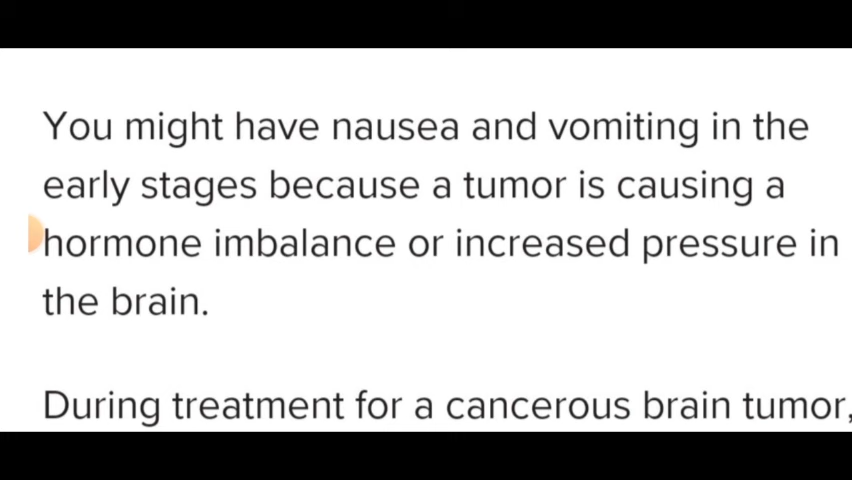 You might have nausea and vomiting in the
early stages because a tumor is causing a
hormone imbalance or increased pressure in
the brain.
During treatment for a cancerous brain tumor,